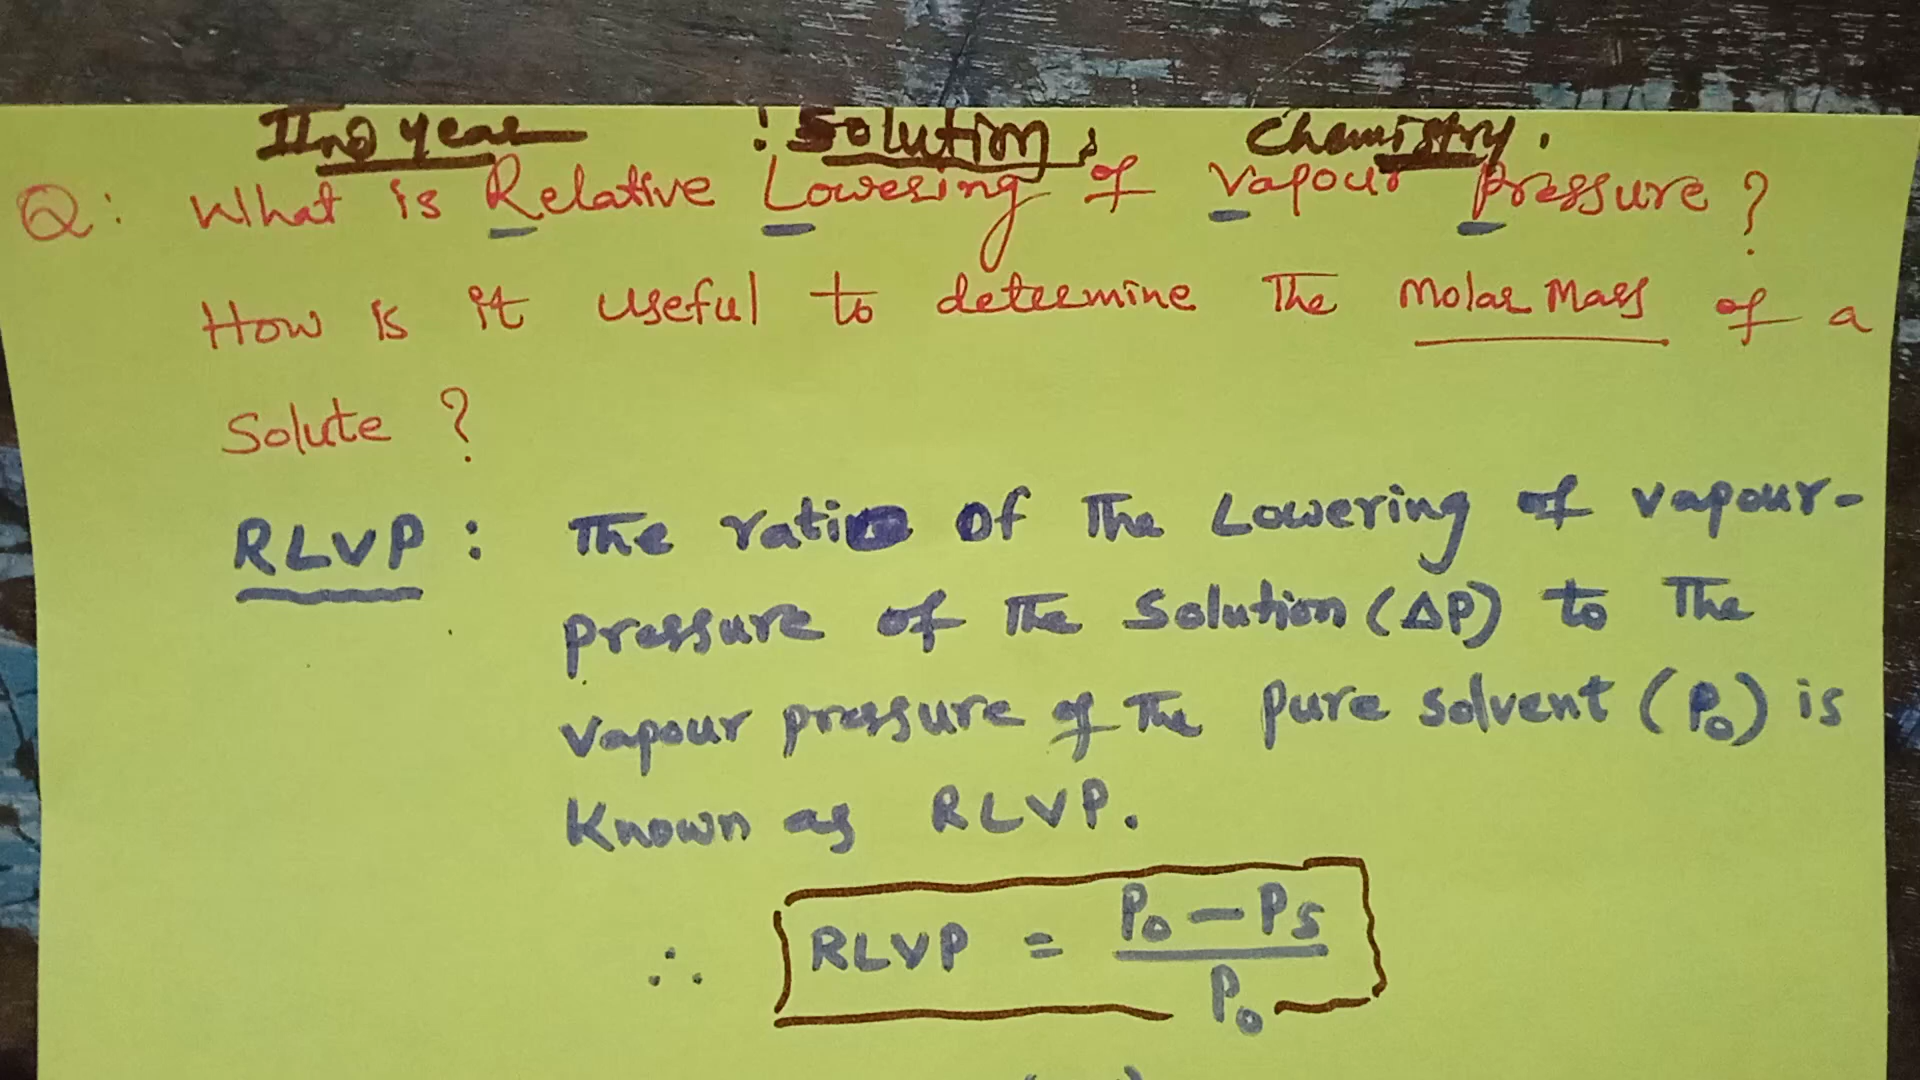 IInd year : Solution, Chemistry.
Q: What is Relative Lowering of Vapour Pressure?
How is it useful to determine The Molar Mass of a
Solute ?
RLVP : The ratio of The Lowering of vapour-
pressure of The Solution (ΔP) to The
vapour pressure of The pure solvent (P₀) is
Known as RLVP.
∴ RLVP = P₀ - Ps
P₀